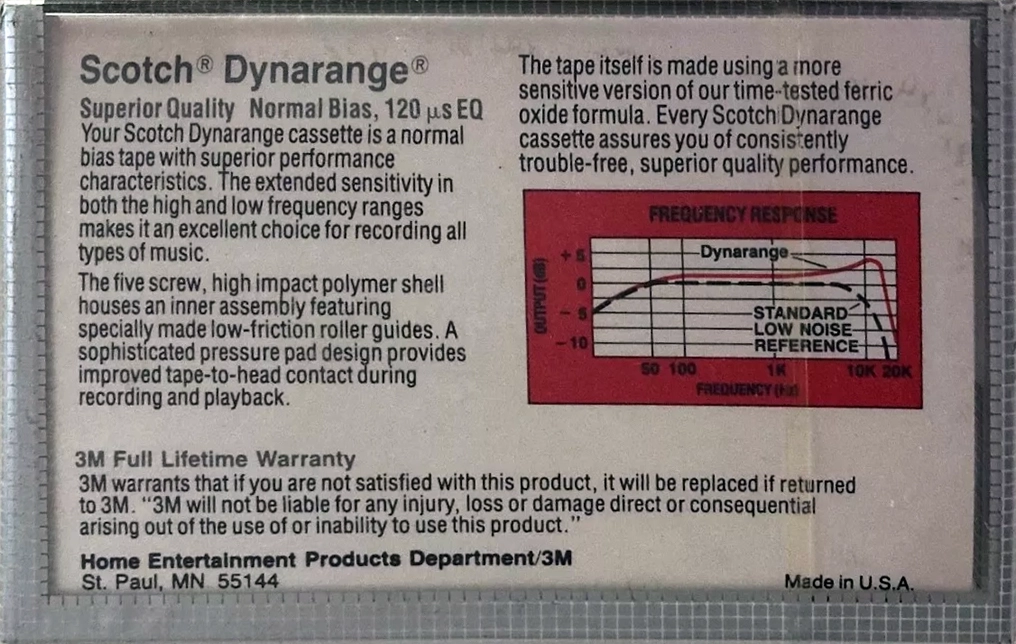 Scotch® Dynarange®
Superior Quality Normal Bias, 120 µs EQ
Your Scotch Dynarange cassette is a normal
bias tape with superior performance
characteristics. The extended sensitivity in
both the high and low frequency ranges
makes it an excellent choice for recording all
types of music.
The five screw, high impact polymer shell
houses an inner assembly featuring
specially made low-friction roller guides. A
sophisticated pressure pad design provides
improved tape-to-head contact during
recording and playback.
The tape itself is made using a more
sensitive version of our time-tested ferric
oxide formula. Every Scotch Dynarange
cassette assures you of consistently
trouble-free, superior quality performance.
FREQUENCY RESPONSE
Dynarange
OUTPUT (dB)
+ 5
0
- 5
- 10
STANDARD
LOW NOISE
REFERENCE
50 100 1K 10K 20K
FREQUENCY (Hz)
3M Full Lifetime Warranty
3M warrants that if you are not satisfied with this product, it will be replaced if returned
to 3M. “3M will not be liable for any injury, loss or damage direct or consequential
arising out of the use of or inability to use this product.”
Home Entertainment Products Department/3M
St. Paul, MN 55144
Made in U.S.A.